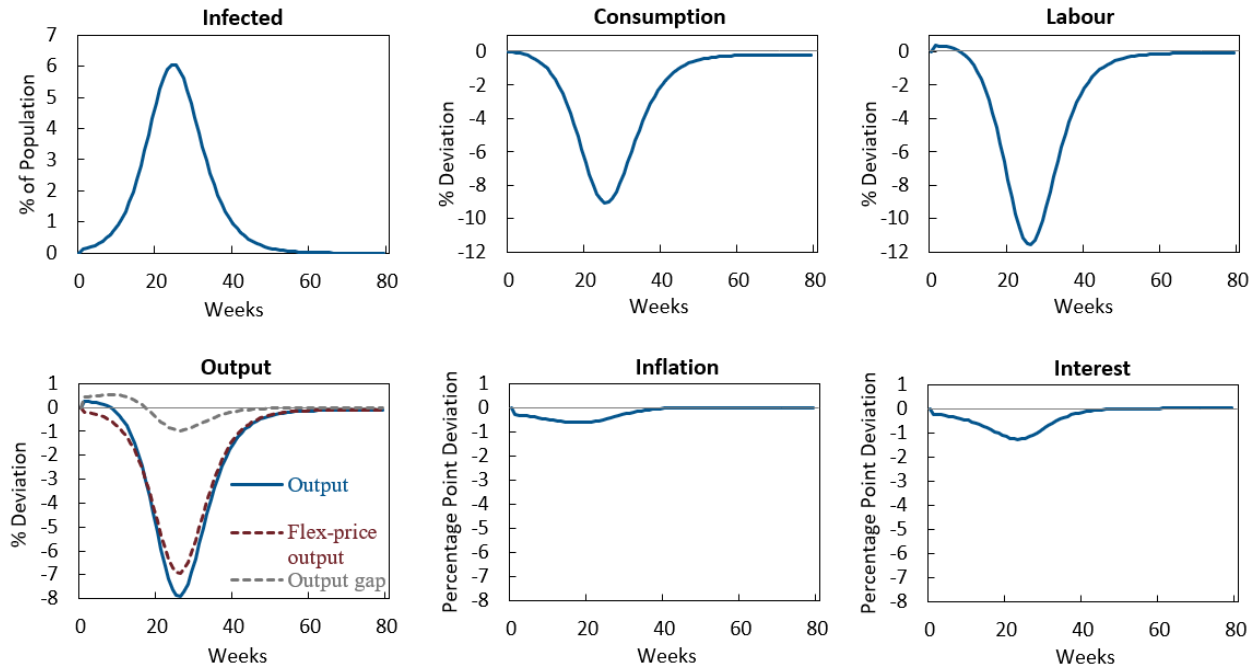 Infected
% of Population
7
6
5
4
3
2
1
0
0 20 40 60 80
Weeks
Consumption
% Deviation
0
-2
-4
-6
-8
-10
-12
0 20 40 60 80
Weeks
Labour
% Deviation
0
-2
-4
-6
-8
-10
-12
0 20 40 60 80
Weeks
Output
% Deviation
1
0
-1
-2
-3
-4
-5
-6
-7
-8
Output
Flex-price
output
Output gap
0 20 40 60 80
Weeks
Inflation
Percentage Point Deviation
1
0
-1
-2
-3
-4
-5
-6
-7
-8
0 20 40 60 80
Weeks
Interest
Percentage Point Deviation
1
0
-1
-2
-3
-4
-5
-6
-7
-8
0 20 40 60 80
Weeks